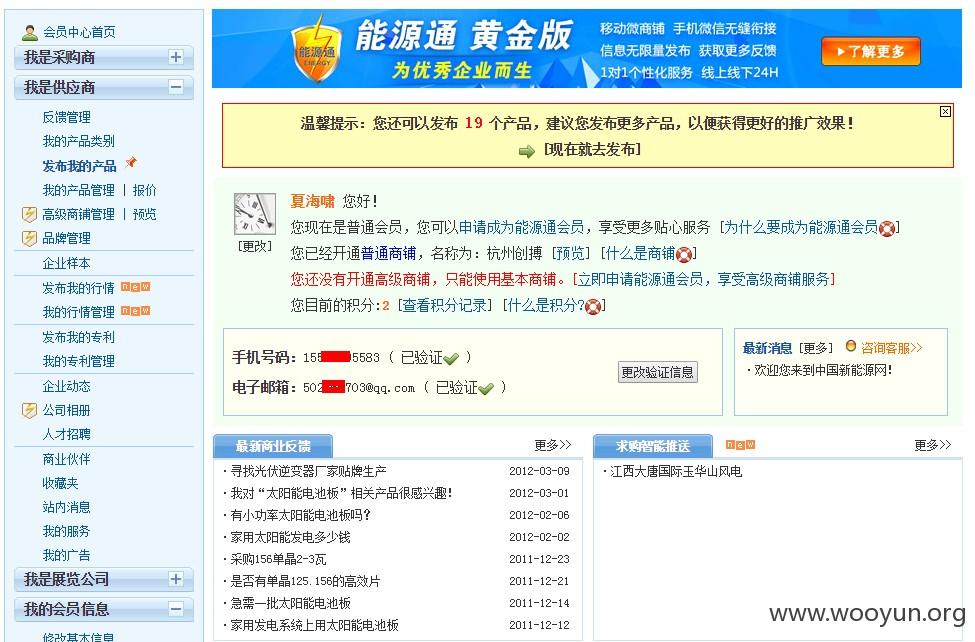 会员中心首页
我是采购商
我是供应商
反馈管理
我的产品类别
发布我的产品
我的产品管理 | 报价
高级商铺管理 | 预览
品牌管理
企业样本
发布我的行情 new
我的行情管理 new
发布我的专利
我的专利管理
企业动态
公司相册
人才招聘
商业伙伴
收藏夹
站内消息
我的服务
我的广告
我是展览公司
我的会员信息
修改基本信息
能源通
ENERGY
能源通 黄金版
为优秀企业而生
移动微商铺 手机微信无缝衔接
信息无限量发布 获取更多反馈
1对1个性化服务 线上线下24H
了解更多
温馨提示：您还可以发布 19 个产品，建议您发布更多产品，以便获得更好的推广效果！
[现在就去发布]
[更改]
夏海啸 您好！
您现在是普通会员，您可以申请成为能源通会员，享受更多贴心服务 [为什么要成为能源通会员]
您已经开通普通商铺，名称为：杭州创搏 [预览] [什么是商铺]
您还没有开通高级商铺，只能使用基本商铺。[立即申请能源通会员，享受高级商铺服务]
您目前的积分:2 [查看积分记录] [什么是积分?]
手机号码：155 5583 ( 已验证 )
电子邮箱：502 703@qq.com ( 已验证 )
更改验证信息
最新消息 [更多] 咨询客服>>
·欢迎您来到中国新能源网!
最新商业反馈 更多>>
·寻找光伏逆变器厂家贴牌生产 2012-03-09
·我对“太阳能电池板”相关产品很感兴趣! 2012-03-01
·有小功率太阳能电池板吗? 2012-02-06
·家用太阳能发电多少钱 2012-02-02
·采购156单晶2-3瓦 2011-12-23
·是否有单晶125.156的高效片 2011-12-21
·急需一批太阳能电池板 2011-12-14
·家用发电系统上用太阳能电池板 2011-12-12
求购智能推送 new 更多>>
·江西大唐国际玉华山风电
www.wooyun.org